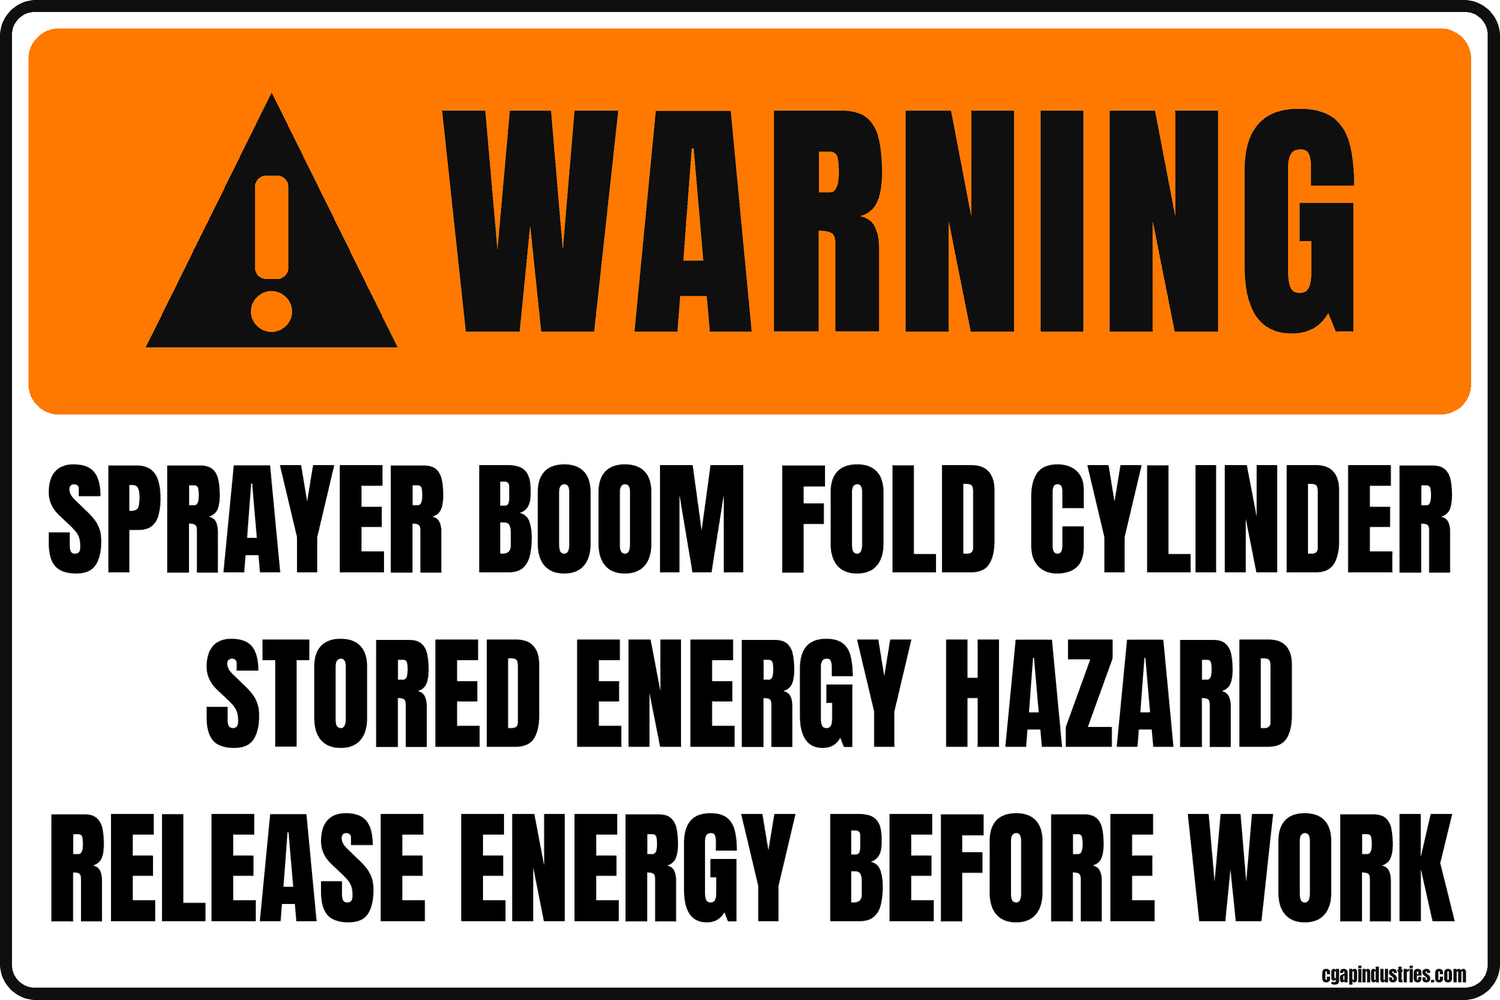 WARNING
SPRAYER BOOM FOLD CYLINDER
STORED ENERGY HAZARD
RELEASE ENERGY BEFORE WORK
cgapindustries.com